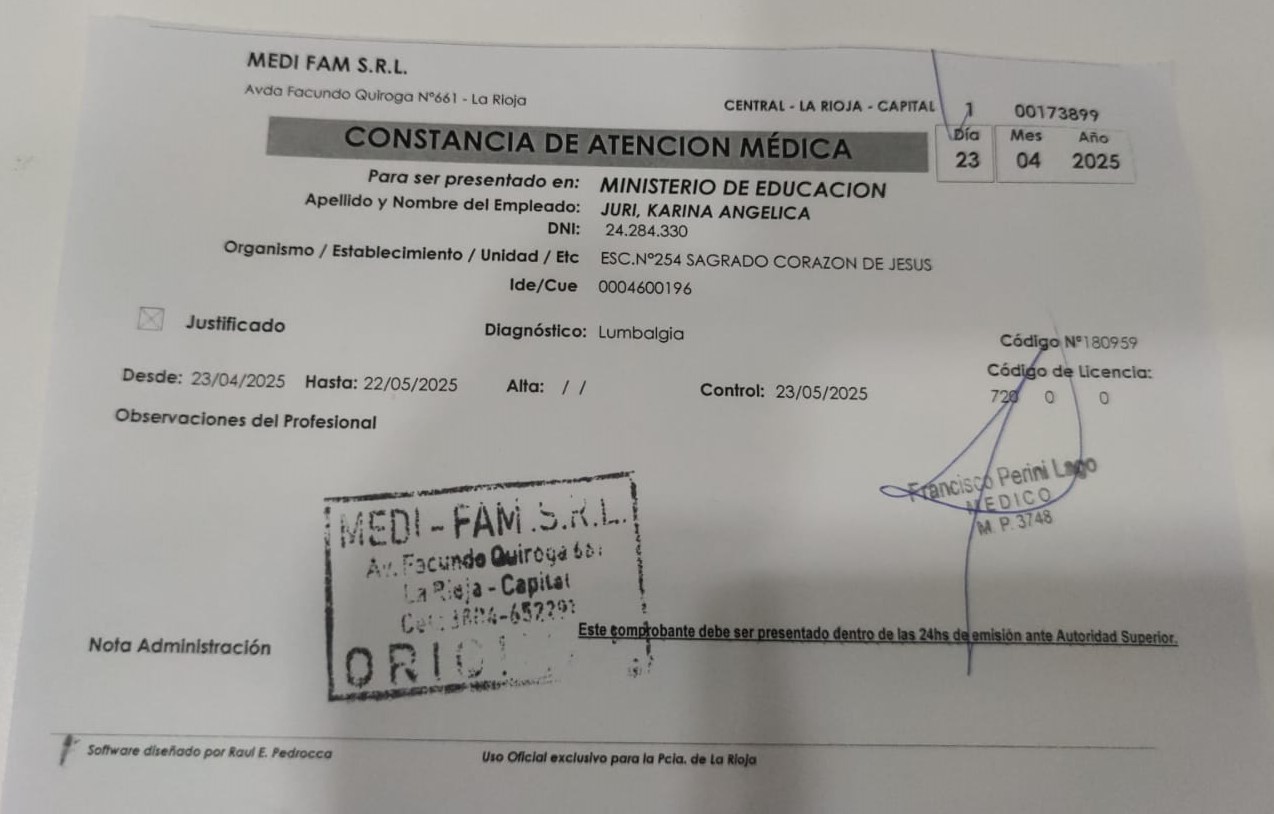 MEDI FAM S.R.L.
Avda Facundo Quiroga Nº661 - La Rioja
CENTRAL - LA RIOJA - CAPITAL 1 00173899
CONSTANCIA DE ATENCION MÉDICA
Día Mes Año
23 04 2025
Para ser presentado en: MINISTERIO DE EDUCACION
Apellido y Nombre del Empleado: JURI, KARINA ANGELICA
DNI: 24.284.330
Organismo / Establecimiento / Unidad / Etc ESC.Nº254 SAGRADO CORAZON DE JESUS
Ide/Cue 0004600196
Justificado Diagnóstico: Lumbalgia
Código Nº180959
Código de Licencia:
720 0 0
Desde: 23/04/2025 Hasta: 22/05/2025 Alta: / / Control: 23/05/2025
Observaciones del Profesional
Francisco Perini Lago
MEDICO
M. P. 3748
MEDI - FAM .S.R.L.
Av. Facundo Quiroga
La Rioja - Capital
Este comprobante debe ser presentado dentro de las 24hs de emisión ante Autoridad Superior.
Nota Administración
Software diseñado por Raul E. Pedrocca
Uso Oficial exclusivo para la Pcia. de La Rioja